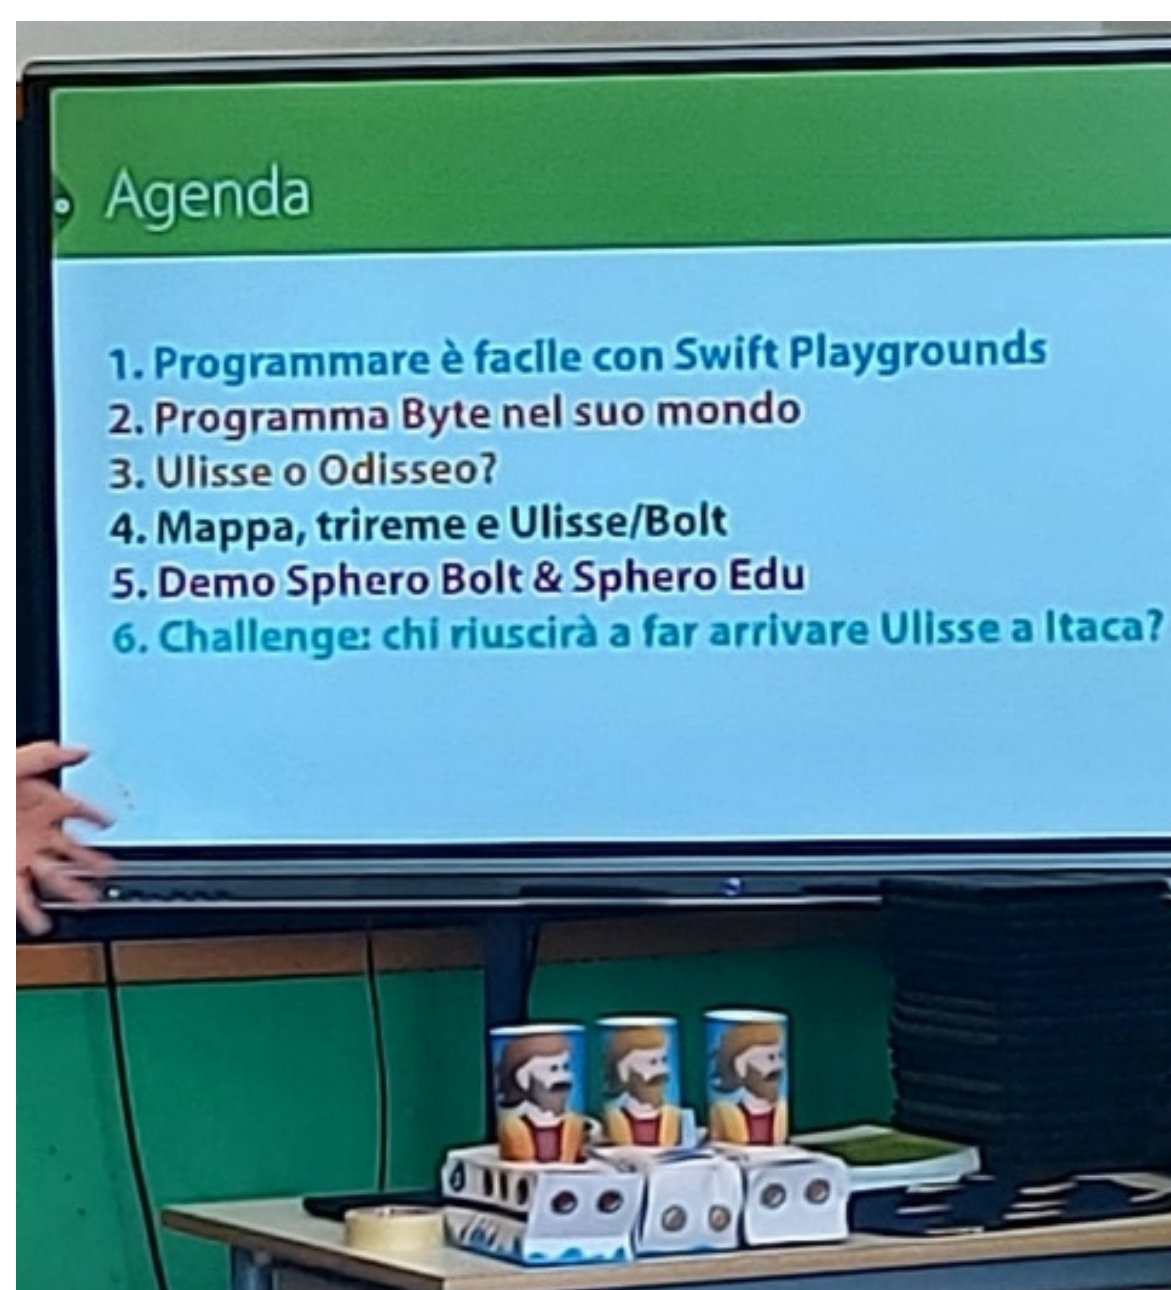 Agenda
1. Programmare è facile con Swift Playgrounds
2. Programma Byte nel suo mondo
3. Ulisse o Odisseo?
4. Mappa, trireme e Ulisse/Bolt
5. Demo Sphero Bolt & Sphero Edu
6. Challenge: chi riuscirà a far arrivare Ulisse a Itaca?